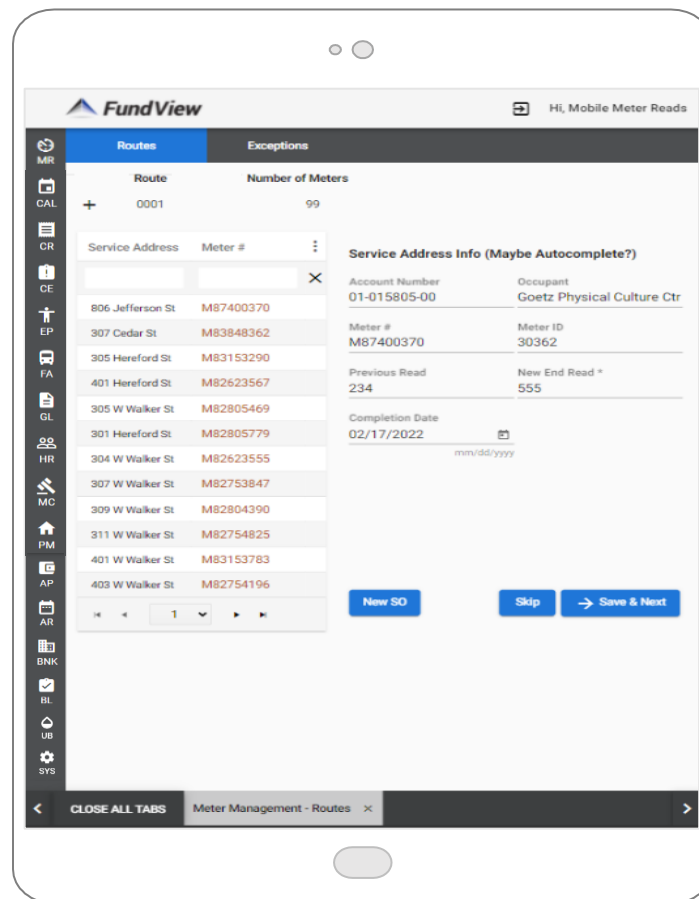 FundView
Hi, Mobile Meter Reads
MR
CAL
CR
CE
EP
FA
GL
HR
MC
PM
AP
AR
BNK
BL
UB
SYS
Routes Exceptions
Route Number of Meters
0001 99
Service Address Meter #
806 Jefferson St M87400370
307 Cedar St M83848362
305 Hereford St M83153290
401 Hereford St M82623567
305 W Walker St M82805469
301 Hereford St M82805779
304 W Walker St M82623555
307 W Walker St M82753847
309 W Walker St M82804390
311 W Walker St M82754825
401 W Walker St M83153783
403 W Walker St M82754196
1
Service Address Info (Maybe Autocomplete?)
Account Number Occupant
01-015805-00 Goetz Physical Culture Ctr
Meter # Meter ID
M87400370 30362
Previous Read New End Read *
234 555
Completion Date
02/17/2022
mm/dd/yyyy
New SO Skip Save & Next
CLOSE ALL TABS Meter Management - Routes ×